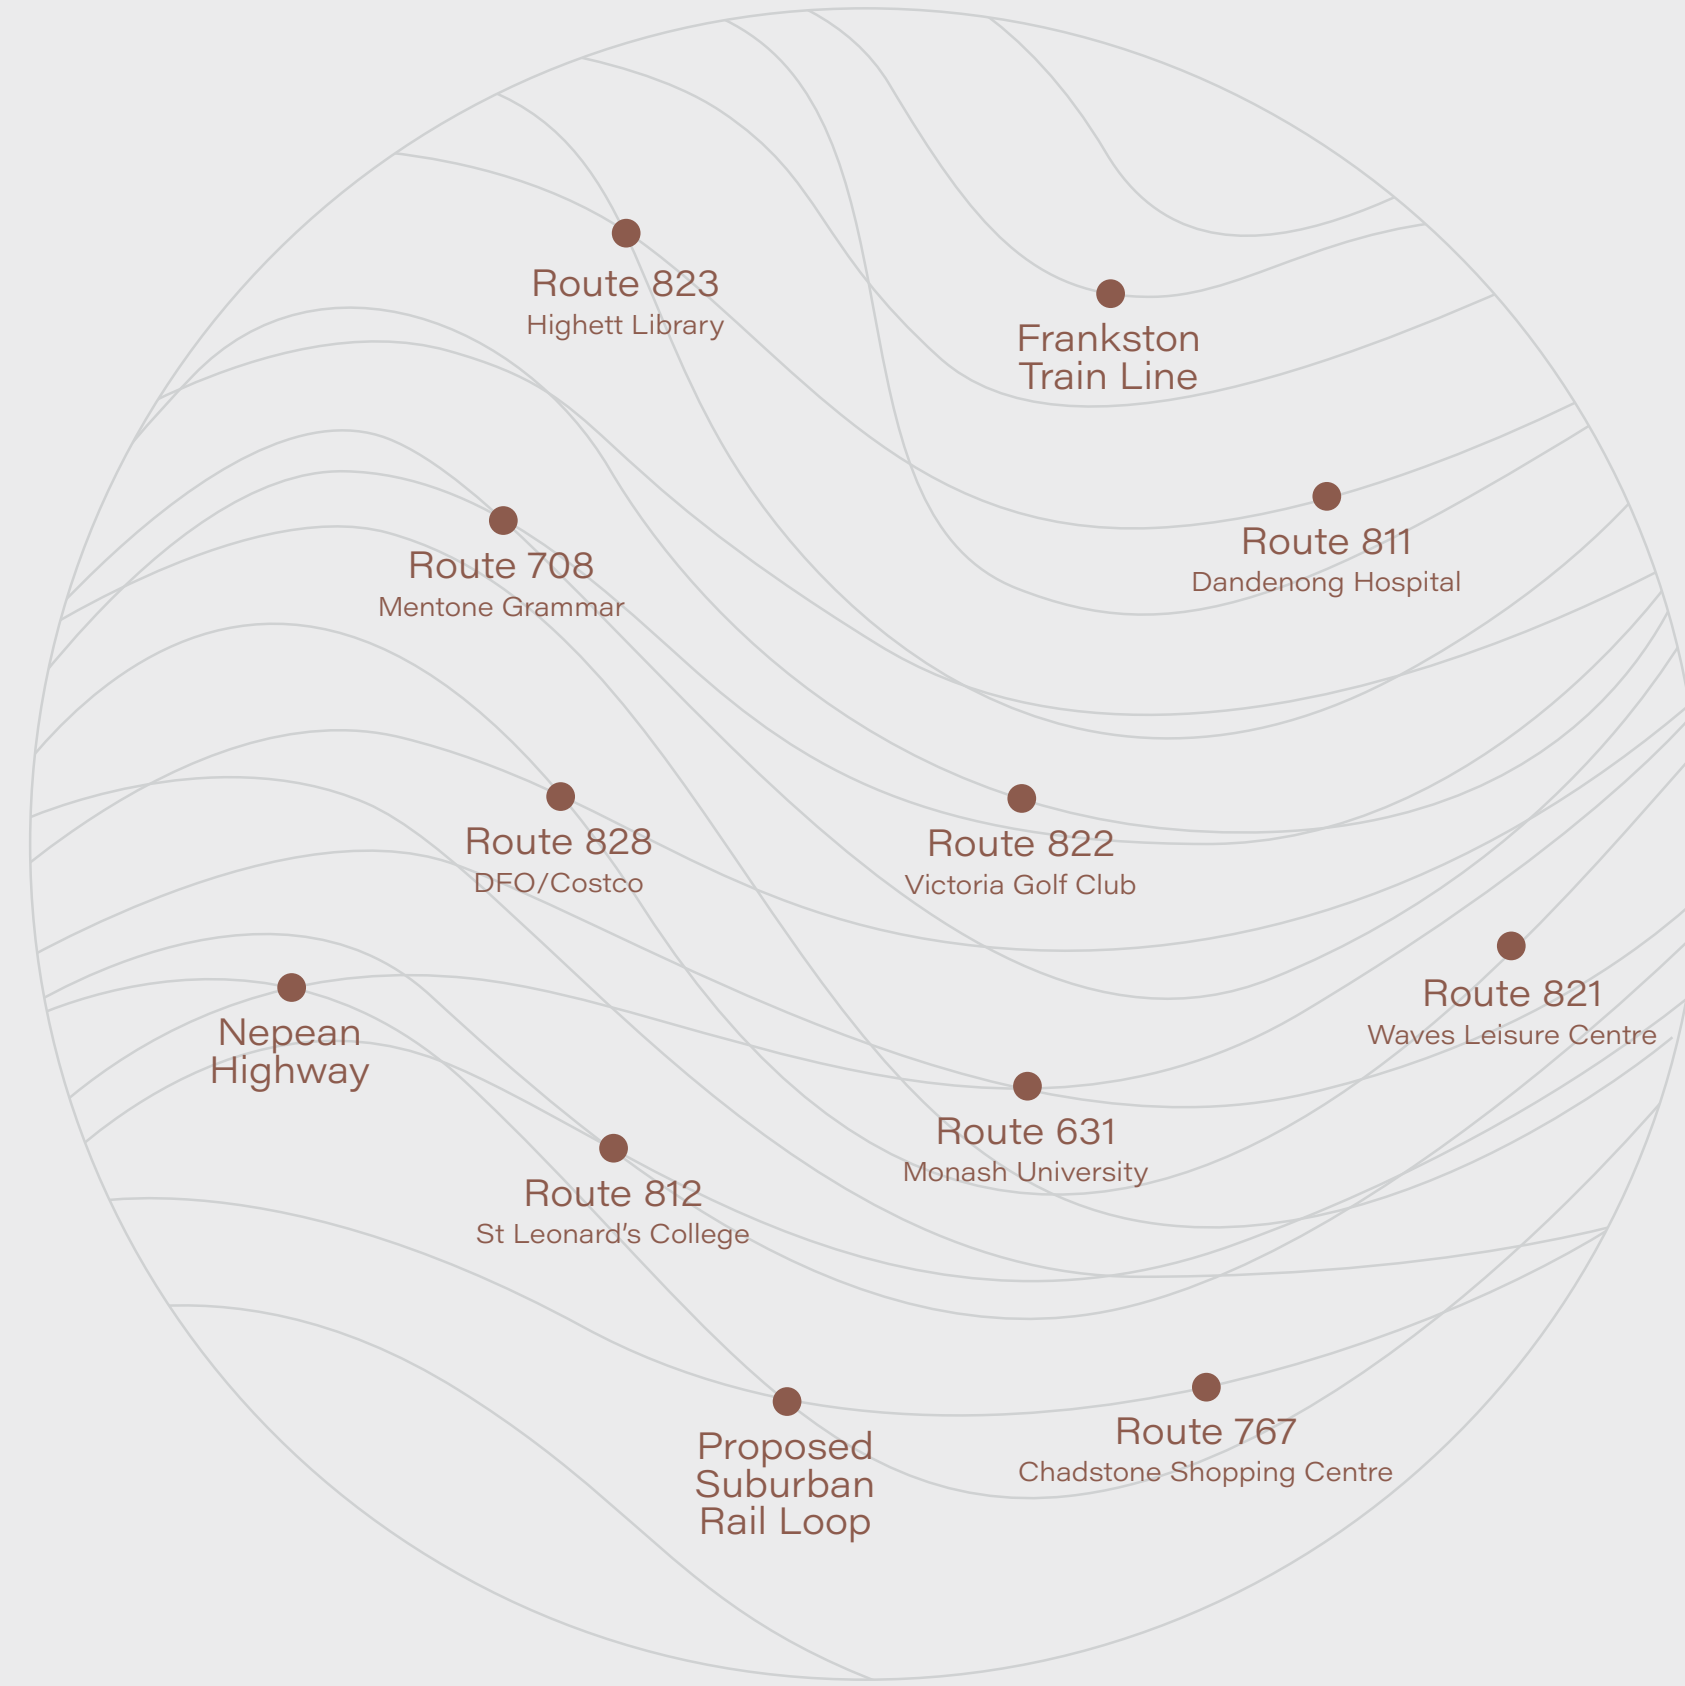 Route 823
Highett Library
Frankston
Train Line
Route 811
Dandenong Hospital
Route 708
Mentone Grammar
Route 828
DFO/Costco
Route 822
Victoria Golf Club
Route 821
Waves Leisure Centre
Nepean
Highway
Route 631
Monash University
Route 812
St Leonard’s College
Proposed
Suburban
Rail Loop
Route 767
Chadstone Shopping Centre